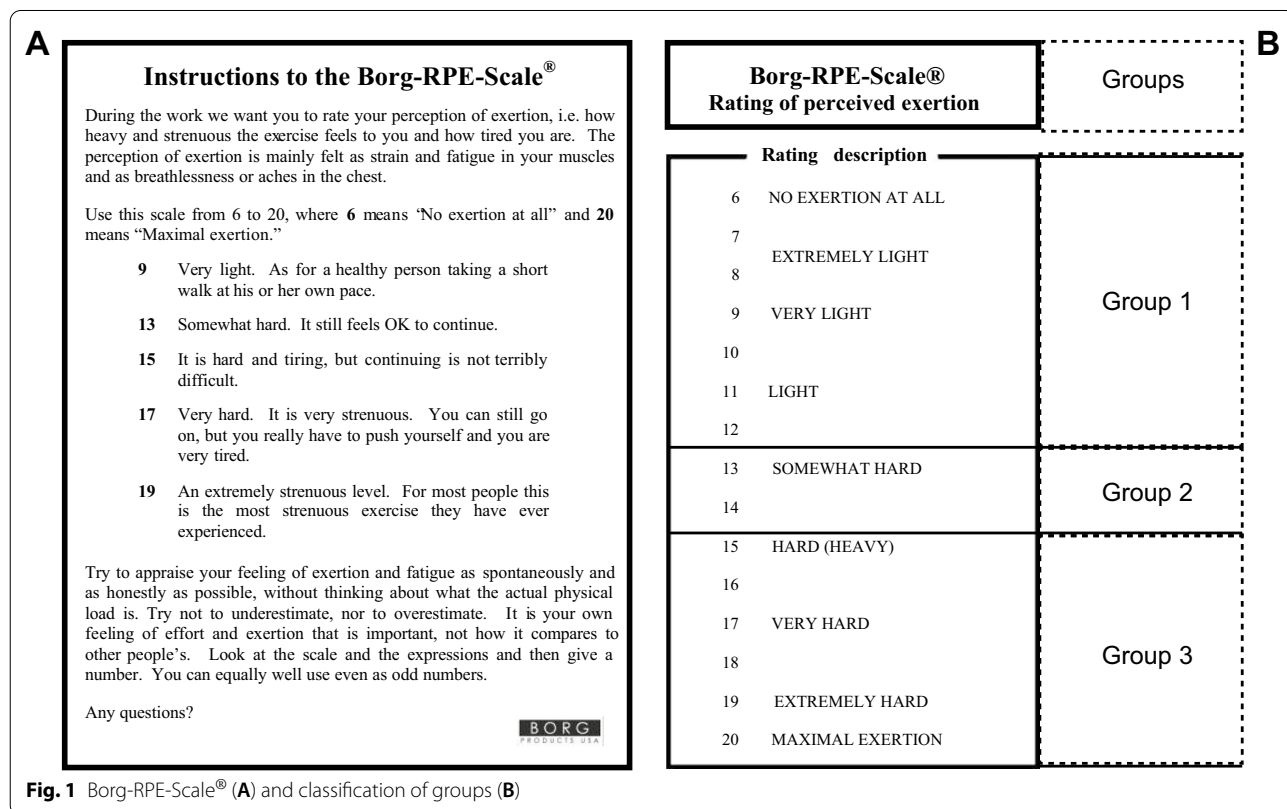 A
Instructions to the Borg-RPE-Scale®
During the work we want you to rate your perception of exertion, i.e. how
heavy and strenuous the exercise feels to you and how tired you are. The
perception of exertion is mainly felt as strain and fatigue in your muscles
and as breathlessness or aches in the chest.
Use this scale from 6 to 20, where 6 means “No exertion at all” and 20
means “Maximal exertion.”
9 Very light. As for a healthy person taking a short
walk at his or her own pace.
13 Somewhat hard. It still feels OK to continue.
15 It is hard and tiring, but continuing is not terribly
difficult.
17 Very hard. It is very strenuous. You can still go
on, but you really have to push yourself and you are
very tired.
19 An extremely strenuous level. For most people this
is the most strenuous exercise they have ever
experienced.
Try to appraise your feeling of exertion and fatigue as spontaneously and
as honestly as possible, without thinking about what the actual physical
load is. Try not to underestimate, nor to overestimate. It is your own
feeling of effort and exertion that is important, not how it compares to
other people's. Look at the scale and the expressions and then give a
number. You can equally well use even as odd numbers.
Any questions?
BORG
PRODUCTS USA
B
Borg-RPE-Scale®
Rating of perceived exertion
Groups
Rating description
6 NO EXERTION AT ALL
7
EXTREMELY LIGHT
8
9 VERY LIGHT
10
11 LIGHT
12
Group 1
13 SOMEWHAT HARD
14
Group 2
15 HARD (HEAVY)
16
17 VERY HARD
18
19 EXTREMELY HARD
20 MAXIMAL EXERTION
Group 3
Fig. 1 Borg-RPE-Scale® (A) and classification of groups (B)